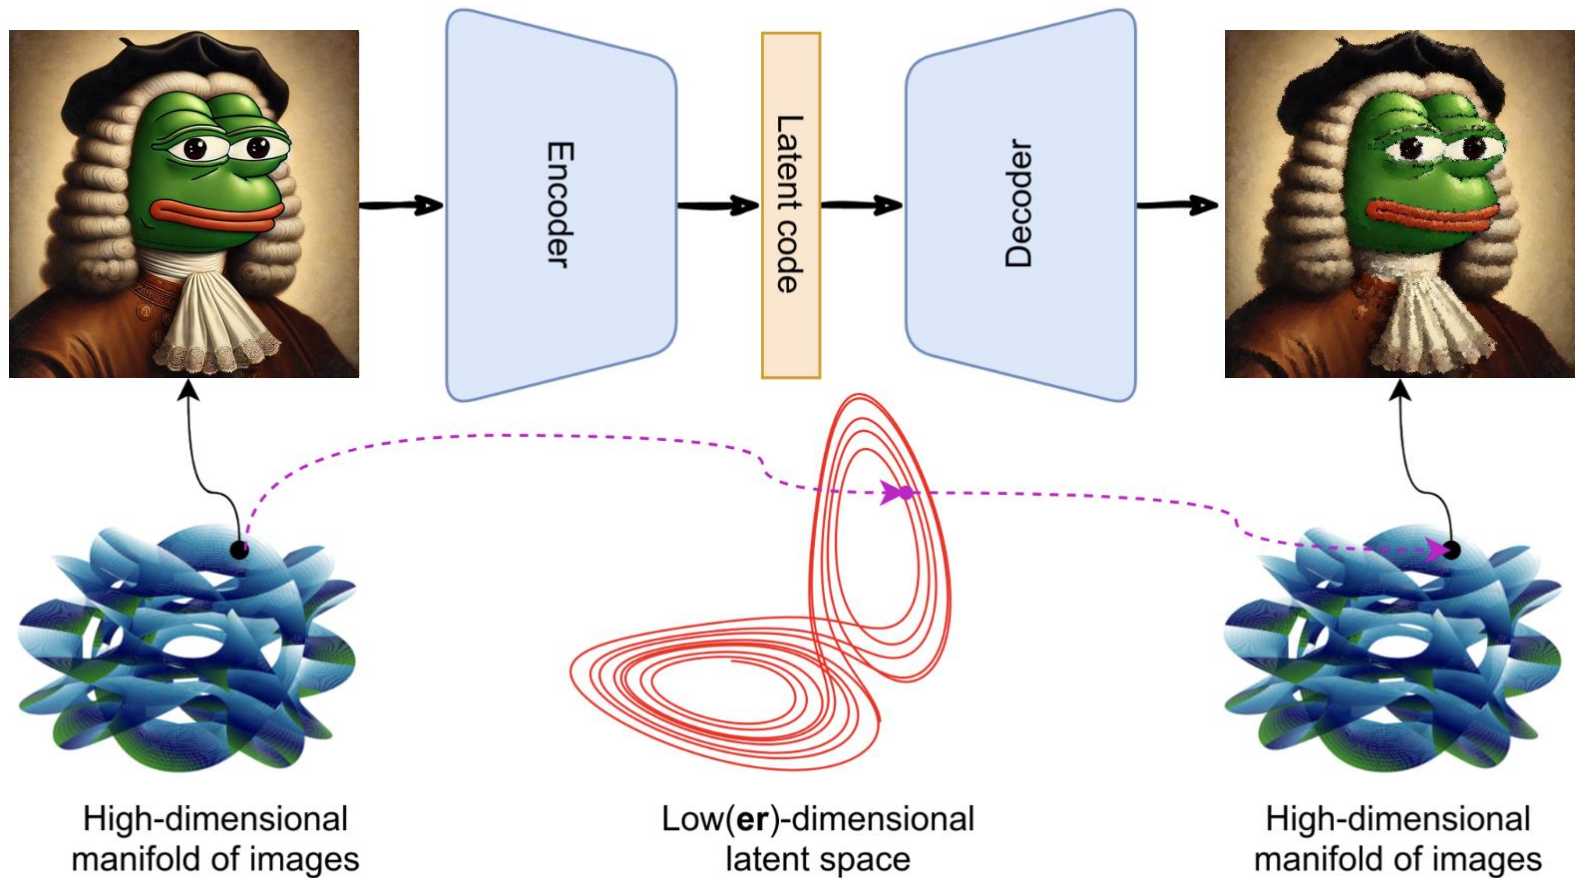 Encoder
Latent code
Decoder
High-dimensional
manifold of images
Low(er)-dimensional
latent space
High-dimensional
manifold of images